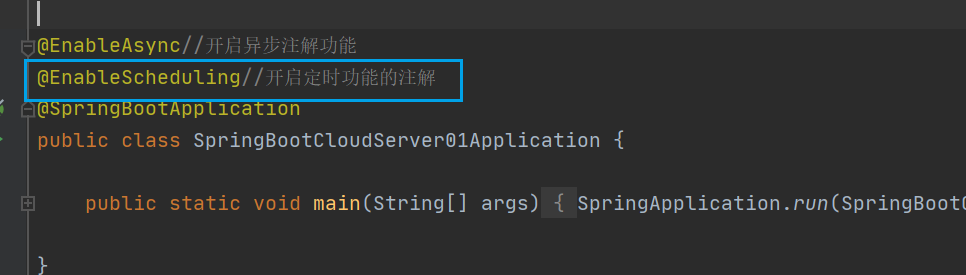 @EnableAsync//开启异步注解功能
@EnableScheduling//开启定时功能的注解
@SpringBootApplication
public class SpringBootCloudServer01Application {
public static void main(String[] args) { SpringApplication.run(SpringBoot
}